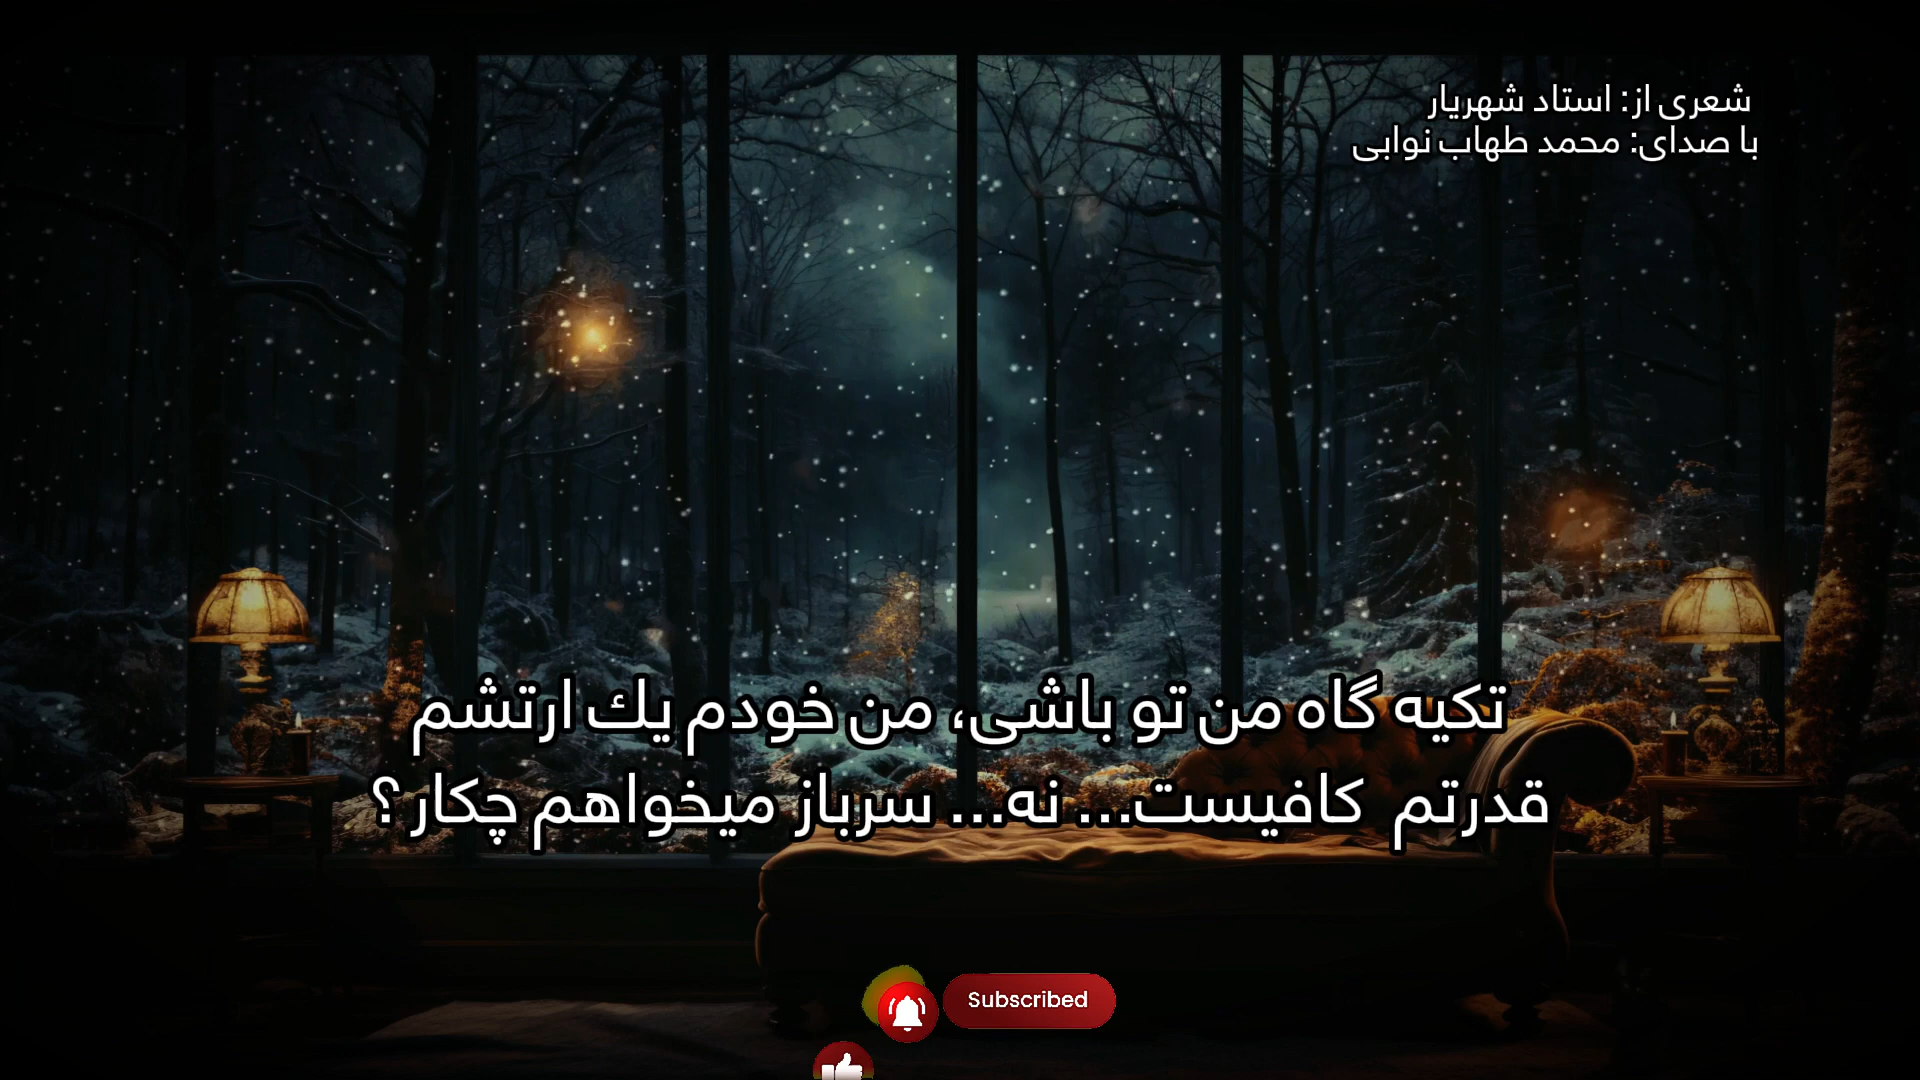 شعری از: استاد شهریار
با صدای: محمد طهاب نوابی
تکیه گاه من تو باشی، من خودم یك ارتشم
قدرتم کافیست... نه... سرباز میخواهم چکار ؟
Subscribed